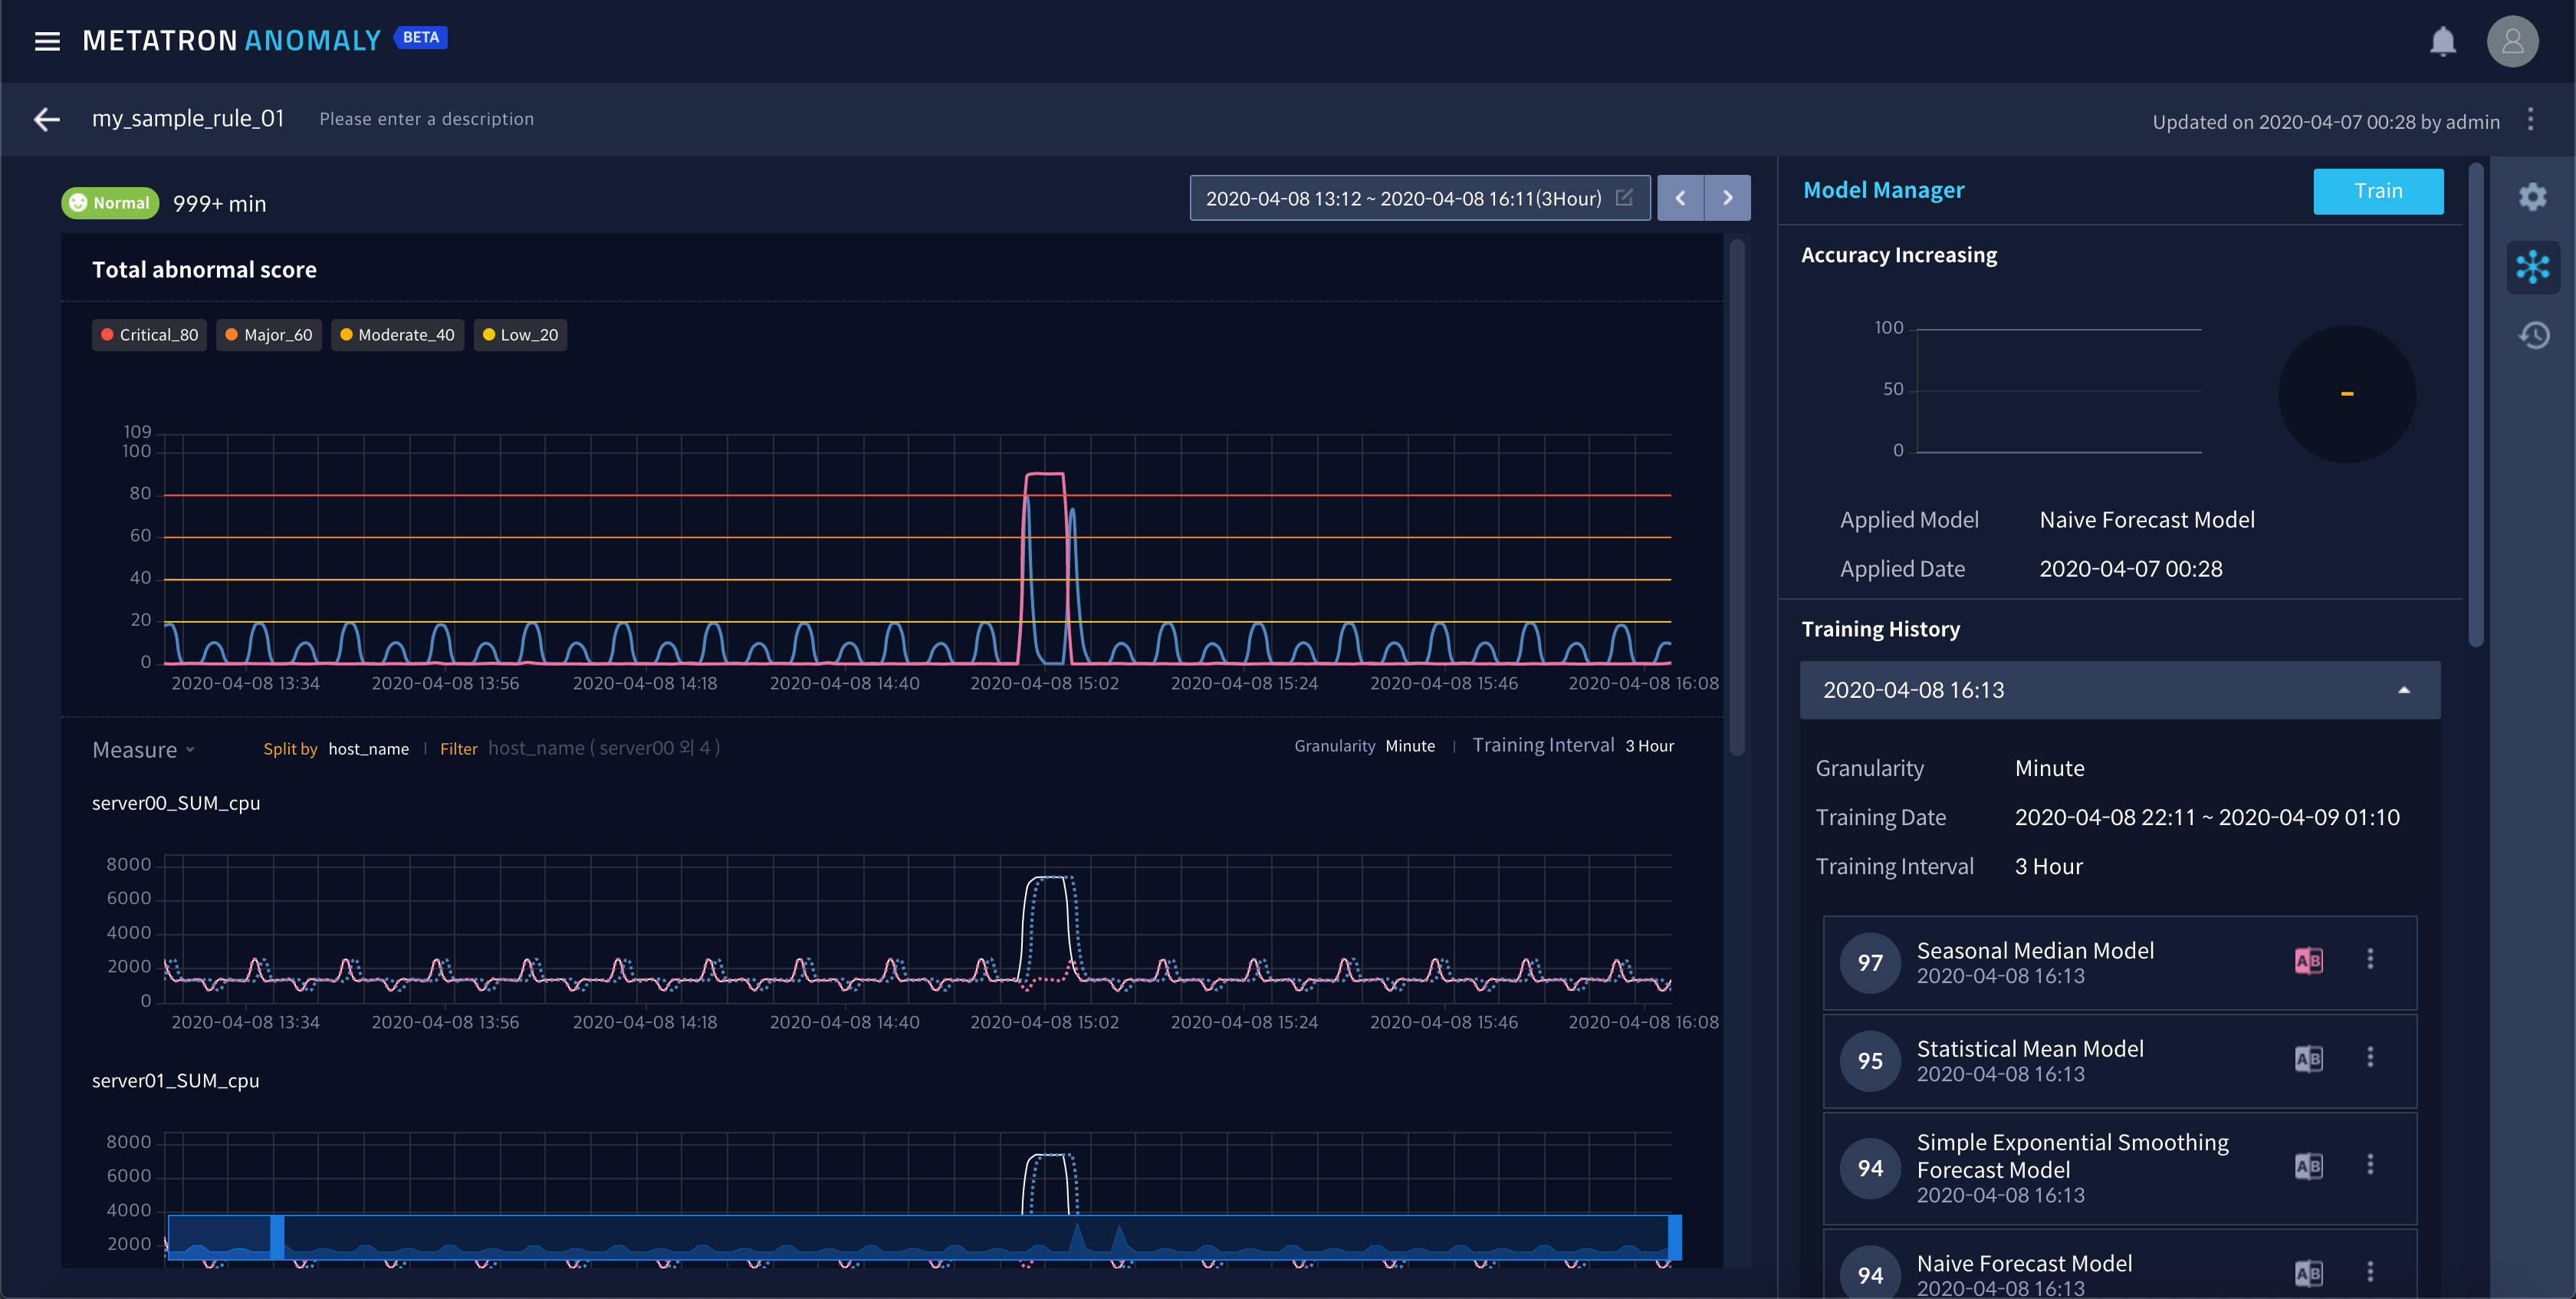 METATRON ANOMALY BETA
my_sample_rule_01 Please enter a description
Updated on 2020-04-07 00:28 by admin
Normal 999+ min
2020-04-08 13:12 ~ 2020-04-08 16:11(3Hour)
Total abnormal score
Critical_80 Major_60 Moderate_40 Low_20
109
100
80
60
40
20
0
2020-04-08 13:34 2020-04-08 13:56 2020-04-08 14:18 2020-04-08 14:40 2020-04-08 15:02 2020-04-08 15:24 2020-04-08 15:46 2020-04-08 16:08
Measure Split by host_name | Filter host_name ( server00 외 4 )
Granularity Minute | Training Interval 3 Hour
server00_SUM_cpu
8000
6000
4000
2000
0
2020-04-08 13:34 2020-04-08 13:56 2020-04-08 14:18 2020-04-08 14:40 2020-04-08 15:02 2020-04-08 15:24 2020-04-08 15:46 2020-04-08 16:08
server01_SUM_cpu
8000
6000
4000
2000
Model Manager
Train
Accuracy Increasing
100
50
0
-
Applied Model Naive Forecast Model
Applied Date 2020-04-07 00:28
Training History
2020-04-08 16:13
Granularity Minute
Training Date 2020-04-08 22:11 ~ 2020-04-09 01:10
Training Interval 3 Hour
97 Seasonal Median Model
2020-04-08 16:13
AB
95 Statistical Mean Model
2020-04-08 16:13
AB
94 Simple Exponential Smoothing
Forecast Model
2020-04-08 16:13
AB
94 Naive Forecast Model
2020-04-08 16:13
AB